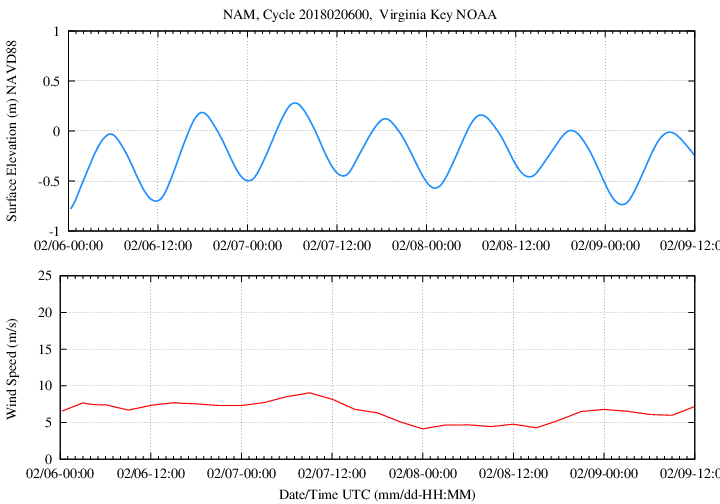 NAM, Cycle 2018020600,  Virginia Key NOAA
Surface Elevation (m) NAVD88
1
0.5
0
-0.5
-1
02/06-00:00 02/06-12:00 02/07-00:00 02/07-12:00 02/08-00:00 02/08-12:00 02/09-00:00 02/09-12:0
Wind Speed (m/s)
25
20
15
10
5
0
02/06-00:00 02/06-12:00 02/07-00:00 02/07-12:00 02/08-00:00 02/08-12:00 02/09-00:00 02/09-12:0
Date/Time UTC (mm/dd-HH:MM)